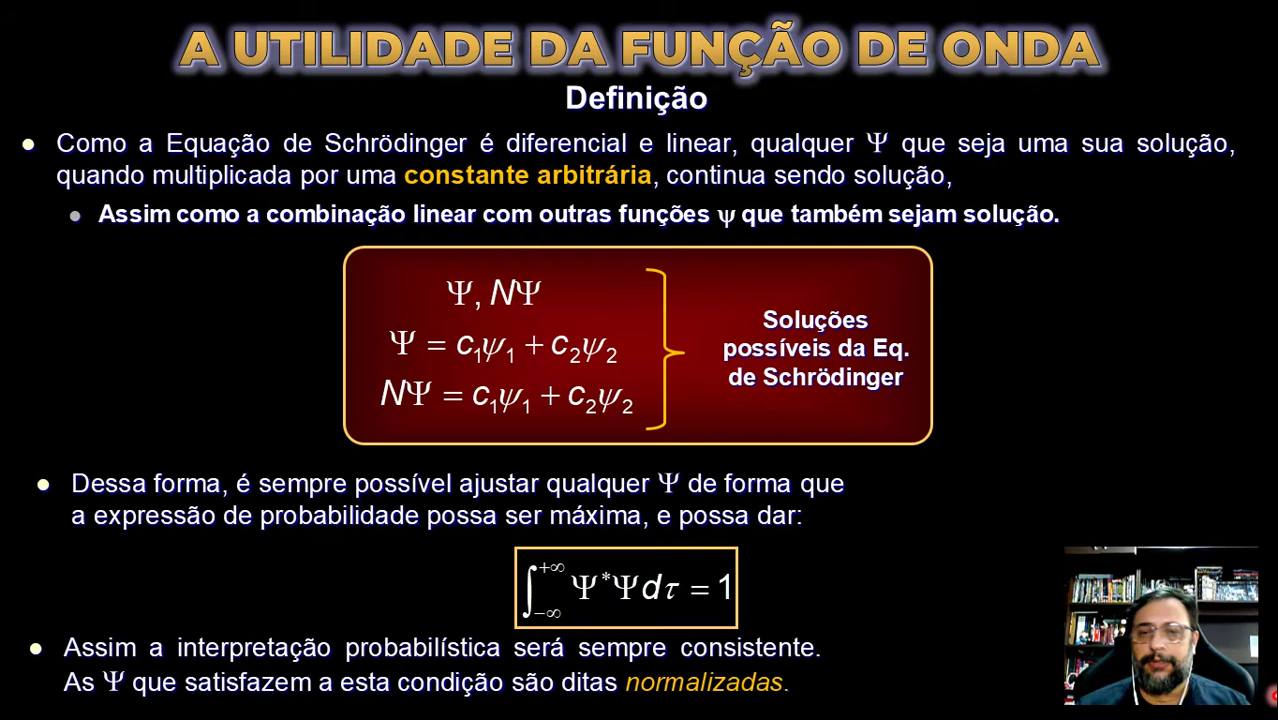 A UTILIDADE DA FUNÇÃO DE ONDA
Definição
● Como a Equação de Schrödinger é diferencial e linear, qualquer Ψ que seja uma sua solução,
quando multiplicada por uma constante arbitrária, continua sendo solução,
● Assim como a combinação linear com outras funções ψ que também sejam solução.
Ψ, NΨ
Ψ = c₁ψ₁ + c₂ψ₂
NΨ = c₁ψ₁ + c₂ψ₂
Soluções
possíveis da Eq.
de Schrödinger
● Dessa forma, é sempre possível ajustar qualquer Ψ de forma que
a expressão de probabilidade possa ser máxima, e possa dar:
∫₋∞⁺∞ Ψ*Ψdτ = 1
● Assim a interpretação probabilística será sempre consistente.
As Ψ que satisfazem a esta condição são ditas normalizadas.